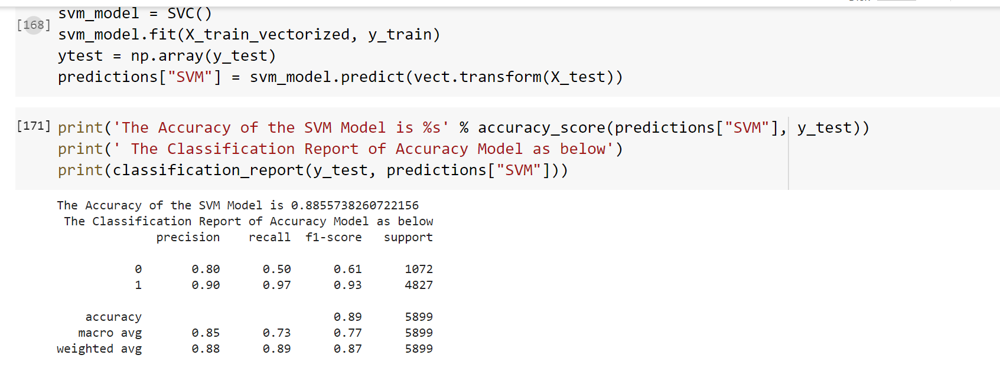 svm_model = SVC()
[168]
svm_model.fit(X_train_vectorized, y_train)
ytest = np.array(y_test)
predictions["SVM"] = svm_model.predict(vect.transform(X_test))
[171] print('The Accuracy of the SVM Model is %s' % accuracy_score(predictions["SVM"], y_test))
print(' The Classification Report of Accuracy Model as below')
print(classification_report(y_test, predictions["SVM"]))
The Accuracy of the SVM Model is 0.8855738260722156
The Classification Report of Accuracy Model as below
precision recall f1-score support
0 0.80 0.50 0.61 1072
1 0.90 0.97 0.93 4827
accuracy 0.89 5899
macro avg 0.85 0.73 0.77 5899
weighted avg 0.88 0.89 0.87 5899